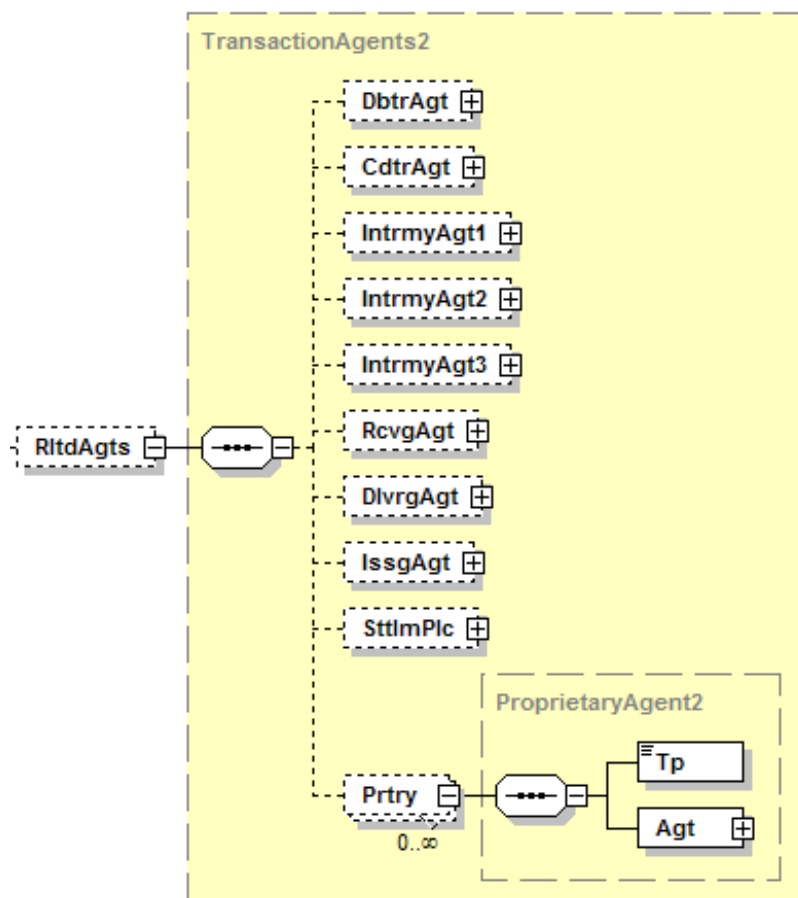 TransactionAgents2
DbtrAgt
CdtrAgt
IntrmyAgt1
IntrmyAgt2
IntrmyAgt3
RltdAgts
RcvgAgt
DlvrgAgt
IssgAgt
SttlmPlc
ProprietaryAgent2
Tp
Prtry
Agt
0..∞